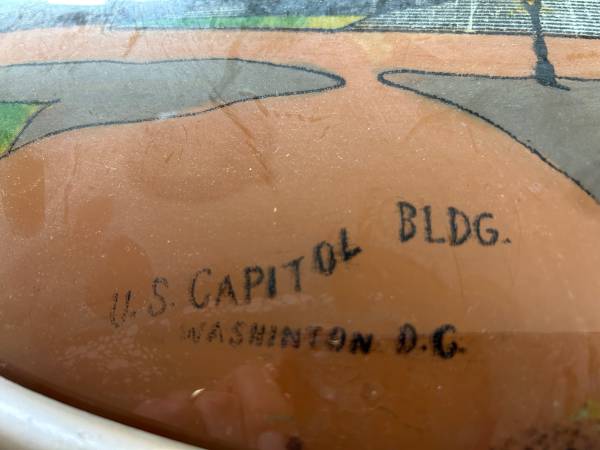 U.S. CAPITOL BLDG.
WASHINTON D.C.